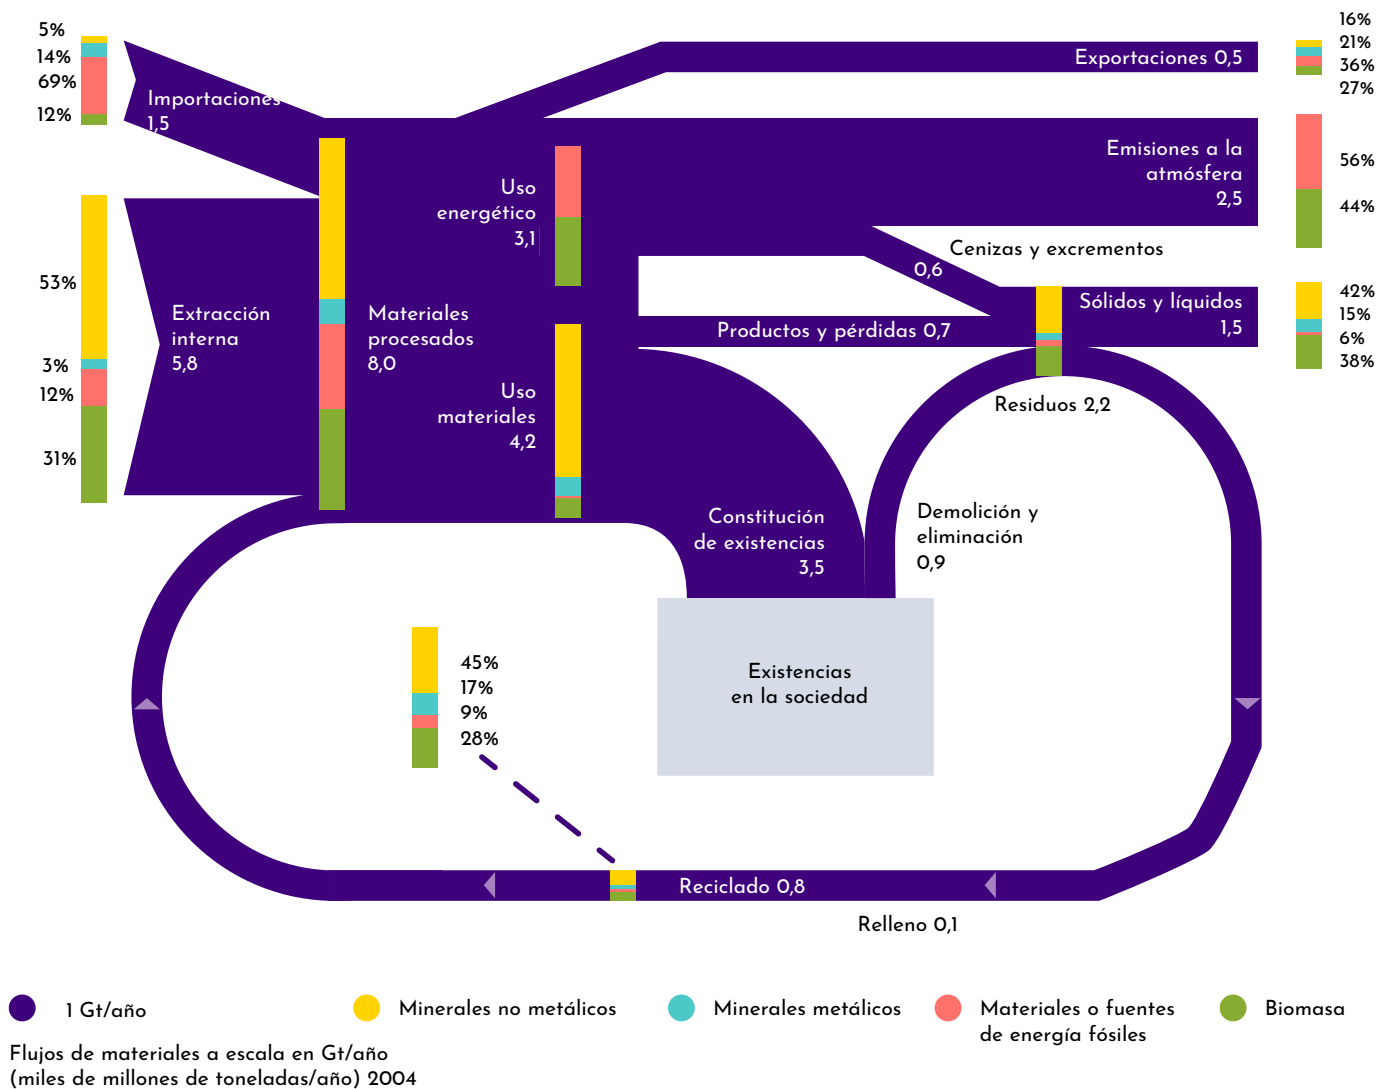 5%
14%
69%
12%
Importaciones
1,5
Exportaciones 0,5
16%
21%
36%
27%
Emisiones a la
atmósfera
2,5
56%
44%
Uso
energético
3,1
Cenizas y excrementos
0,6
53%
3%
12%
31%
Extracción
interna
5,8
Materiales
procesados
8,0
Productos y pérdidas 0,7
Sólidos y líquidos
1,5
42%
15%
6%
38%
Uso
materiales
4,2
Residuos 2,2
Constitución
de existencias
3,5
Demolición y
eliminación
0,9
45%
17%
9%
28%
Existencias
en la sociedad
Reciclado 0,8
Relleno 0,1
1 Gt/año
Minerales no metálicos
Minerales metálicos
Materiales o fuentes
de energía fósiles
Biomasa
Flujos de materiales a escala en Gt/año
(miles de millones de toneladas/año) 2004